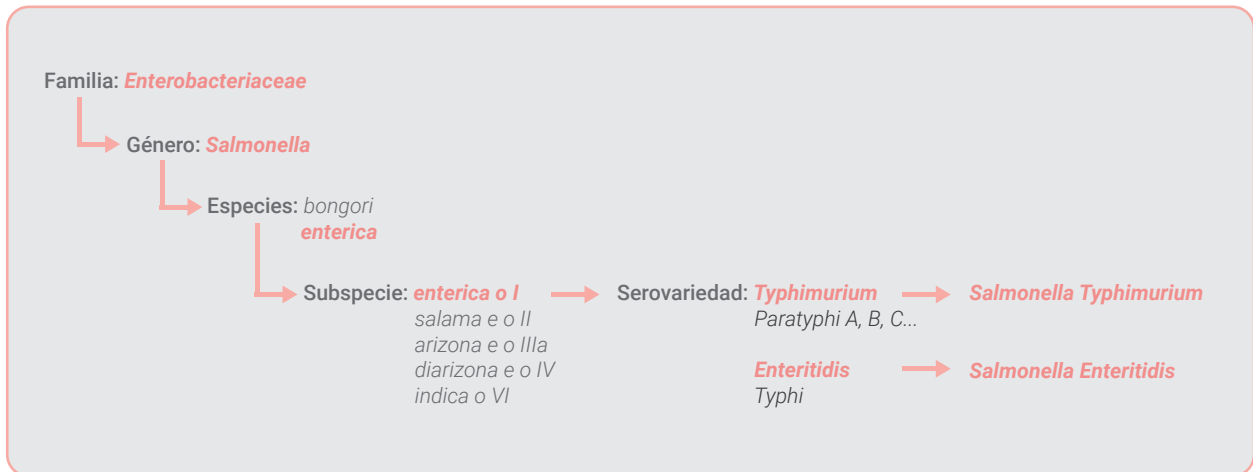 Familia: Enterobacteriaceae
Género: Salmonella
Especies: bongori
enterica
Subspecie: enterica o I
salama e o II
arizona e o IIIa
diarizona e o IV
indica o VI
Serovariedad: Typhimurium
Paratyphi A, B, C...
Enteritidis
Typhi
Salmonella Typhimurium
Salmonella Enteritidis